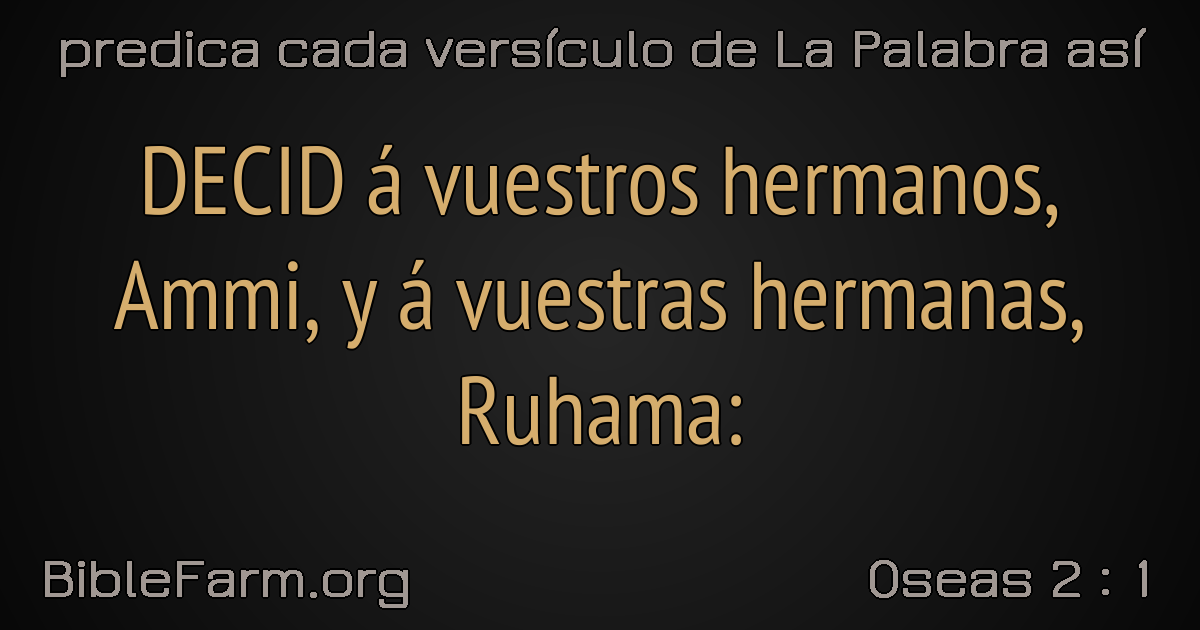 predica cada versículo de La Palabra así
DECID á vuestros hermanos,
Ammi, y á vuestras hermanas,
Ruhama:
BibleFarm.org
Oseas 2 : 1